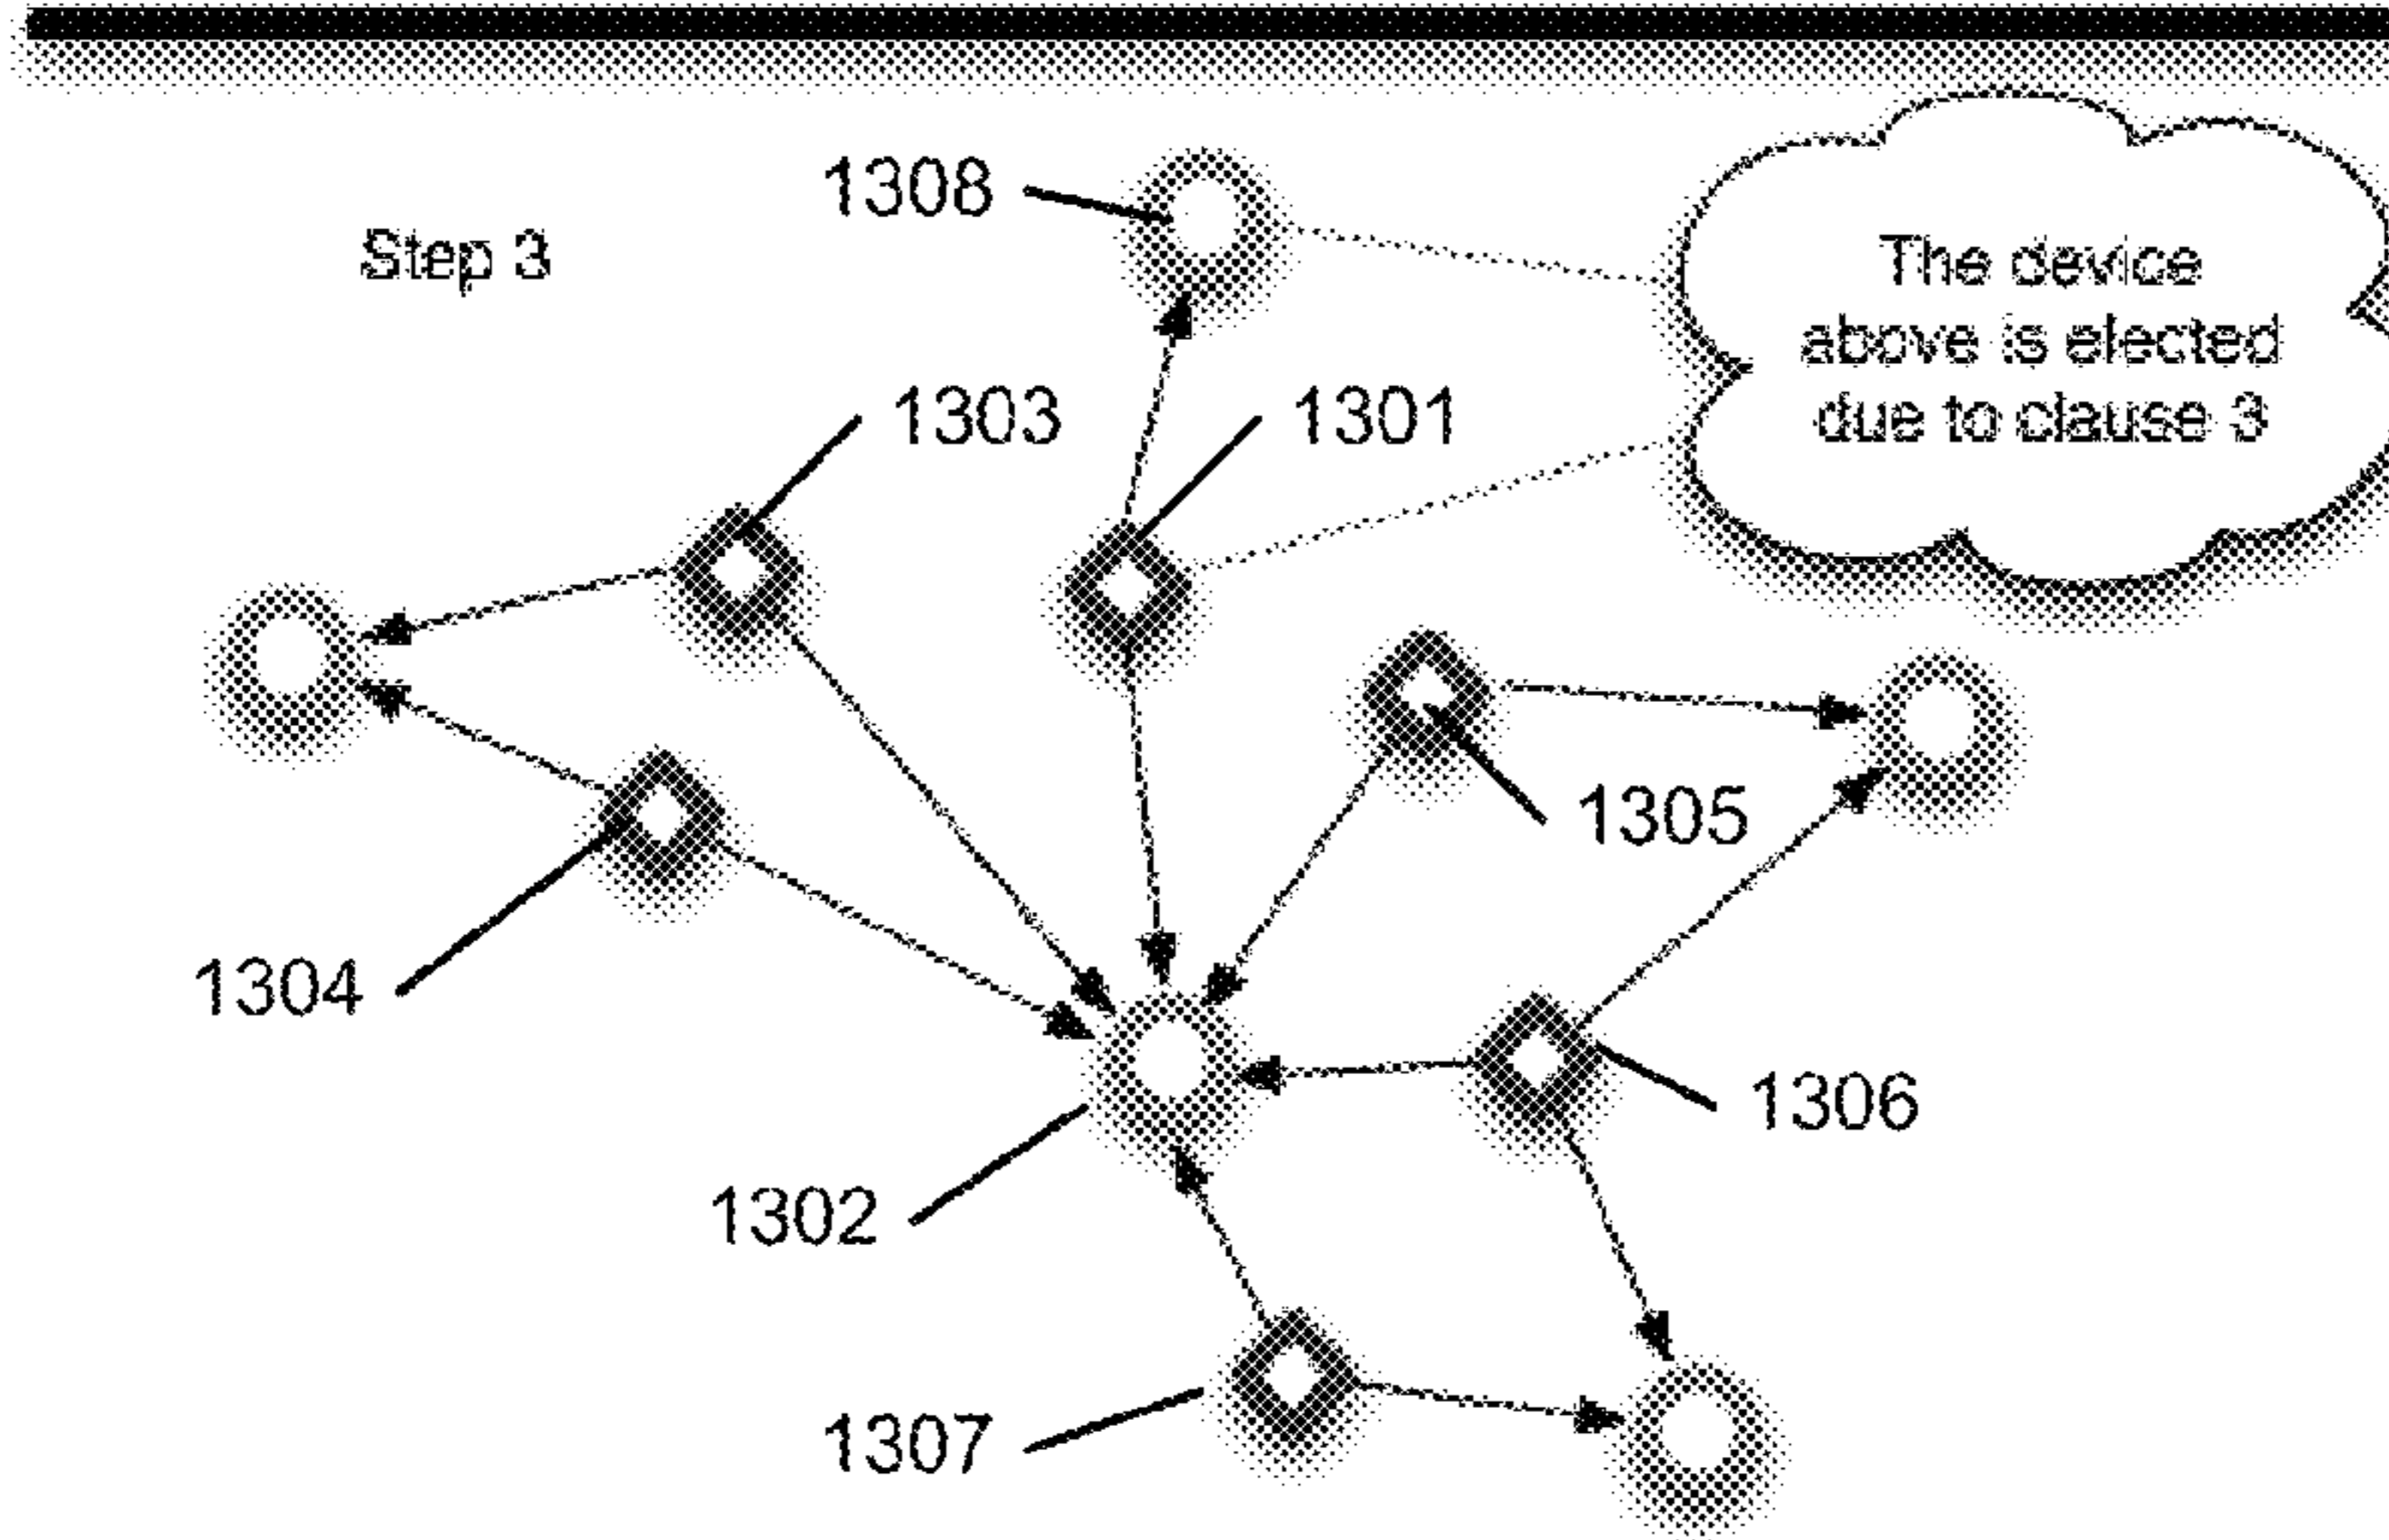 1308
Step 3
The device
above is elected
due to clause 3
1303
1301
1305
1304
1306
1302
1307